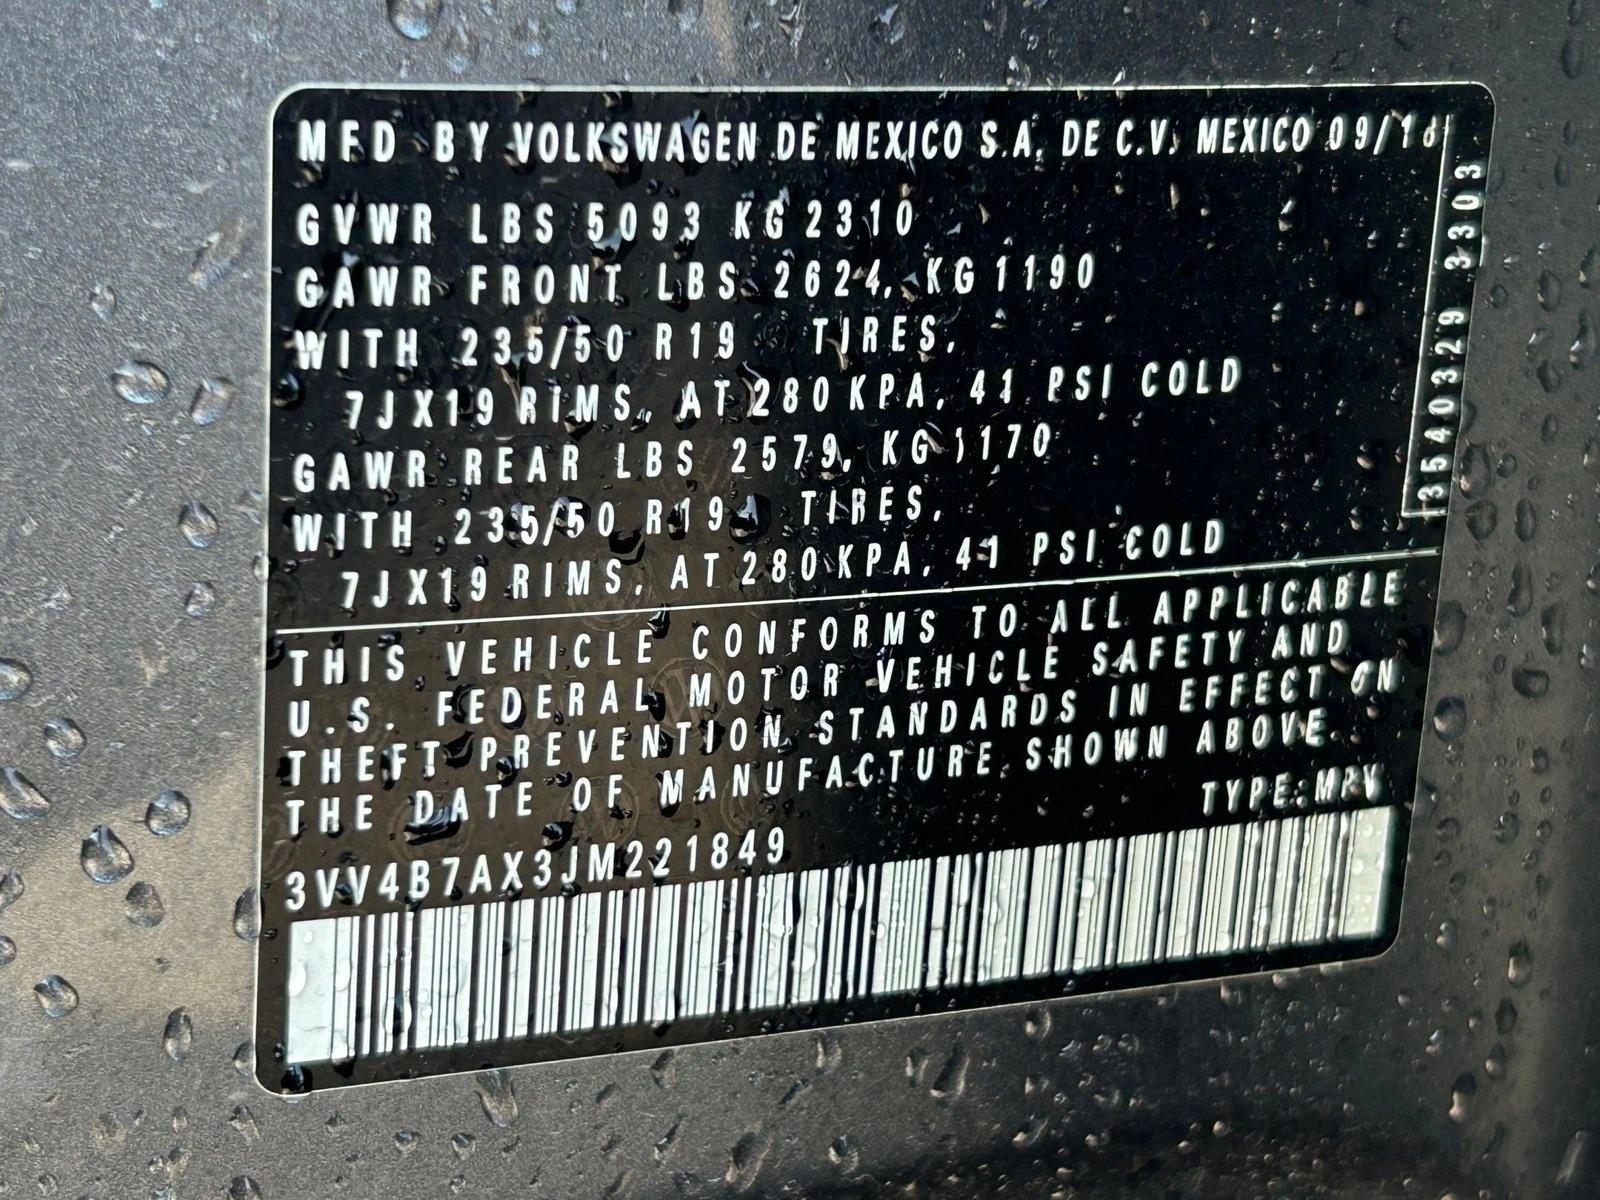 MFD BY VOLKSWAGEN DE MEXICO S.A. DE C.V. MEXICO
GVWR LBS 5093 KG 2310
GAWR FRONT LBS 2624, KG 1190
WITH 235/50 R19 TIRES,
7JX19 RIMS, AT 280 KPA, 41 PSI COLD
GAWR REAR LBS 2579, KG 1170
WITH 235/50 R19 TIRES,
7JX19 RIMS, AT 280 KPA, 41 PSI COLD
3540329 3303
THIS VEHICLE CONFORMS TO ALL APPLICABLE
U.S. FEDERAL MOTOR VEHICLE SAFETY AND
THEFT PREVENTION STANDARDS IN EFFECT ON
THE DATE OF MANUFACTURE SHOWN ABOVE.
TYPE: MPV
3VV4B7AX3JM221849